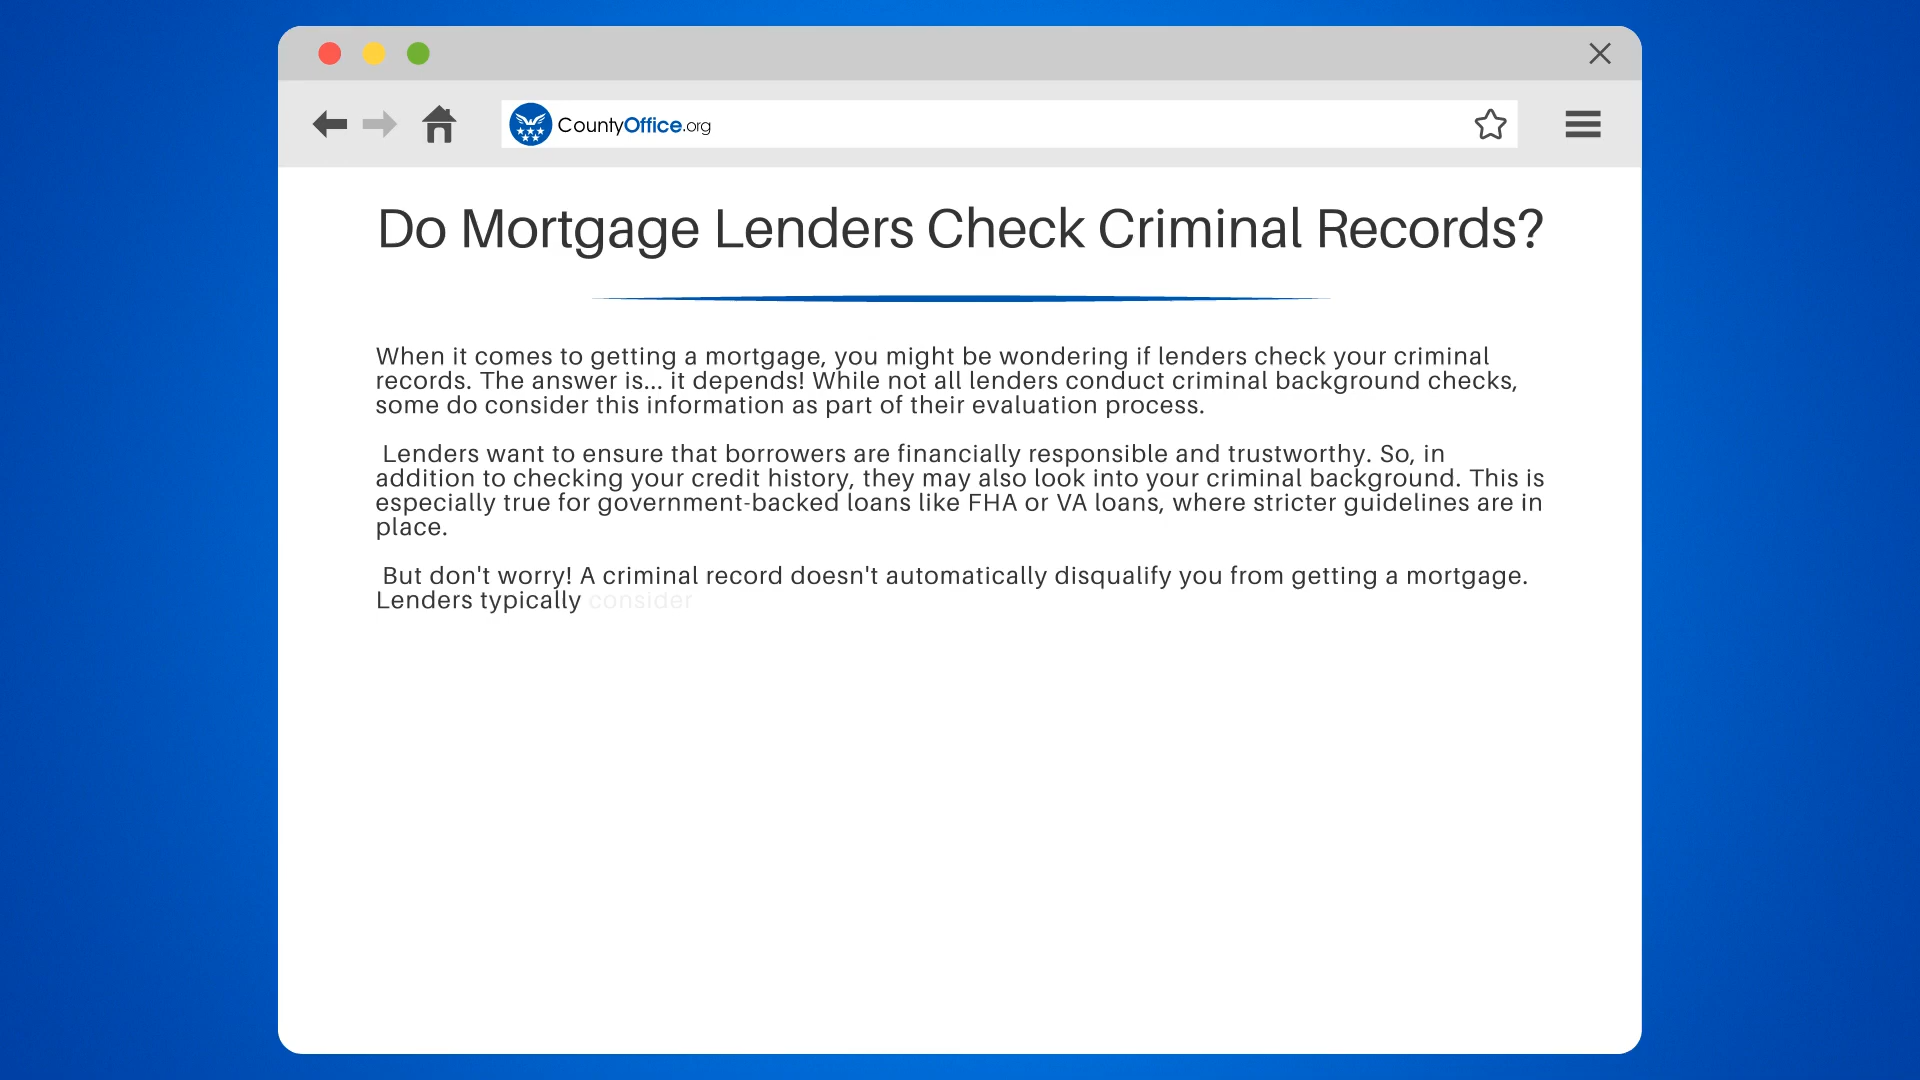 CountyOffice.org
Do Mortgage Lenders Check Criminal Records?
When it comes to getting a mortgage, you might be wondering if lenders check your criminal
records. The answer is... it depends! While not all lenders conduct criminal background checks,
some do consider this information as part of their evaluation process.
Lenders want to ensure that borrowers are financially responsible and trustworthy. So, in
addition to checking your credit history, they may also look into your criminal background. This is
especially true for government-backed loans like FHA or VA loans, where stricter guidelines are in
place.
But don't worry! A criminal record doesn't automatically disqualify you from getting a mortgage.
Lenders typically consider